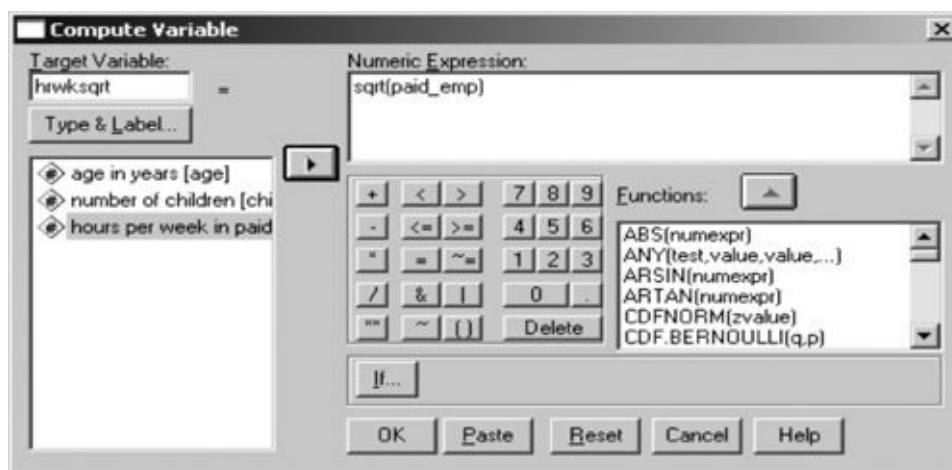 Compute Variable
Target Variable:
hrwksqrt
=
Type & Label...
age in years [age]
number of children [chi
hours per week in paid
Numeric Expression:
sqrt(paid_emp)
+ < > 7 8 9
- <= >= 4 5 6
* = ~= 1 2 3
/ & | 0 .
** ~ () Delete
Functions:
ABS(numexpr)
ANY(test,value,value,...)
ARSIN(numexpr)
ARTAN(numexpr)
CDFNORM(zvalue)
CDF.BERNOULLI(q,p)
If...
OK Paste Reset Cancel Help